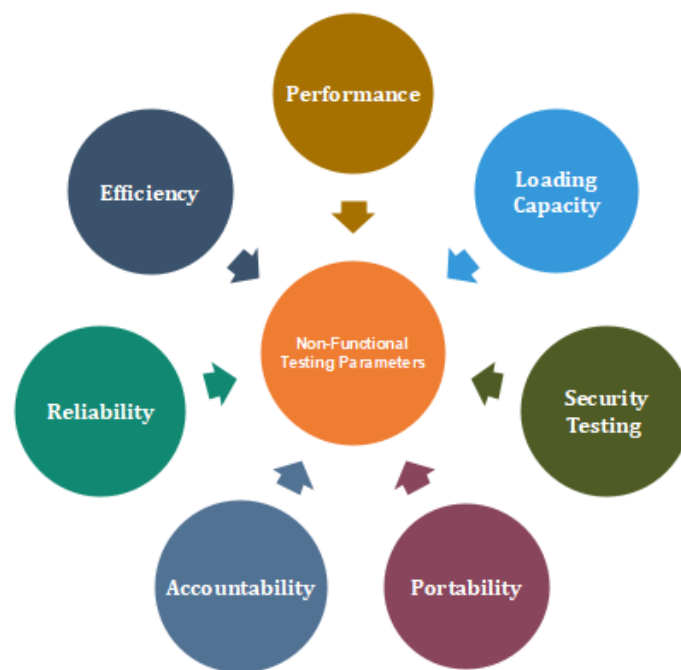 Performance
Efficiency
Loading
Capacity
Non-Functional
Testing Parameters
Reliability
Security
Testing
Accountability
Portability